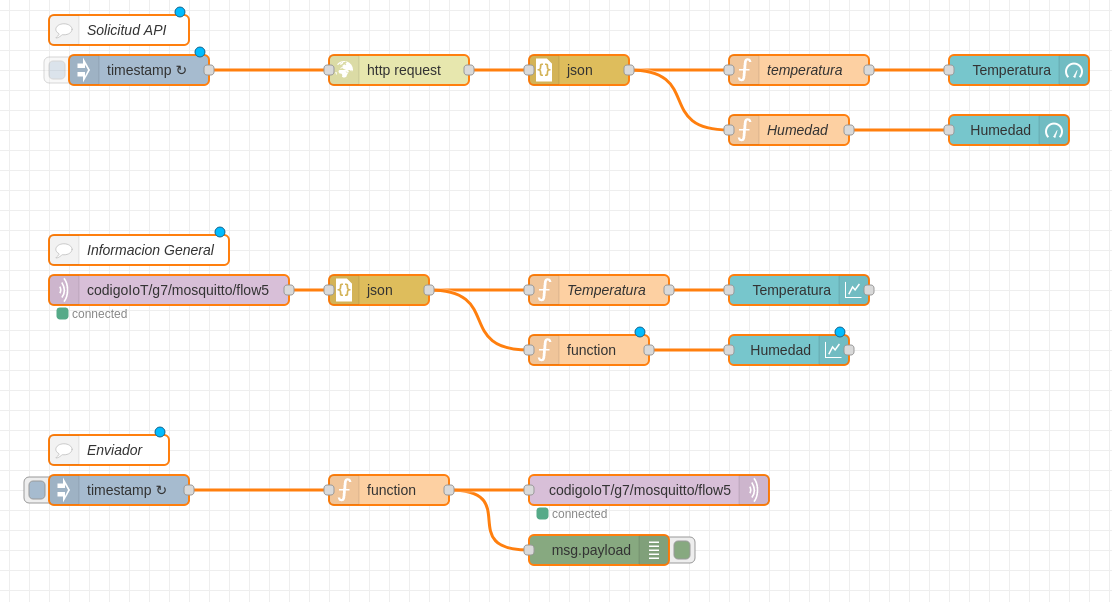 Solicitud API
timestamp ↻
http request
{} json
temperatura
Temperatura
Humedad
Humedad
Informacion General
codigoIoT/g7/mosquitto/flow5
connected
{} json
Temperatura
Temperatura
function
Humedad
Enviador
timestamp ↻
function
codigoIoT/g7/mosquitto/flow5
connected
msg.payload